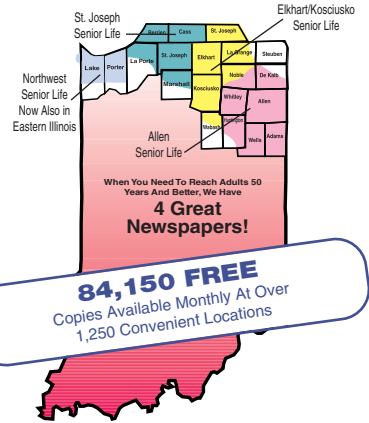 St. Joseph
Senior Life
Elkhart/Kosciusko
Senior Life
Berrien
Cass
St. Joseph
Lake
Porter
La Porte
St. Joseph
Elkhart
La Grange
Steuben
Noble
De Kalb
Marshall
Kosciusko
Whitley
Allen
Huntington
Wabash
Wells
Adams
Northwest
Senior Life
Now Also in
Eastern Illinois
Allen
Senior Life
When You Need To Reach Adults 50
Years And Better, We Have
4 Great
Newspapers!
84,150 FREE
Copies Available Monthly At Over
1,250 Convenient Locations